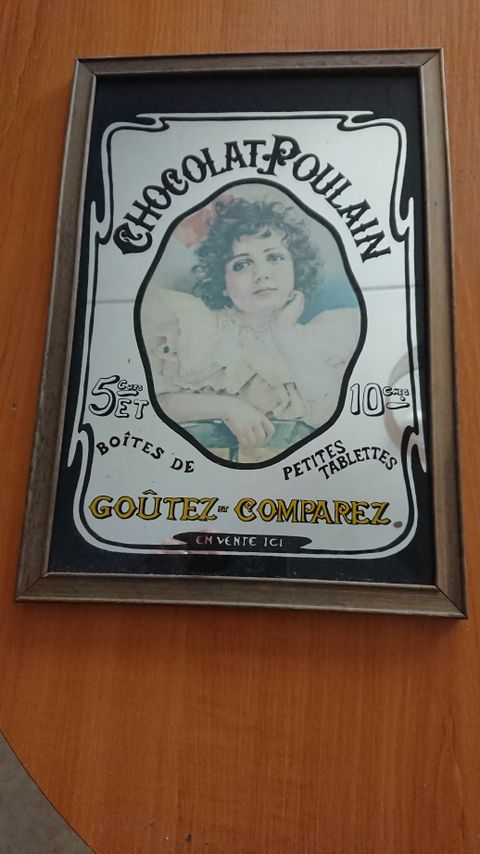 CHOCOLAT-POULAIN
5 CMES ET
10 CMES
BOÎTES DE
PETITES
TABLETTES
GOÛTEZ ET COMPAREZ
EN VENTE ICI